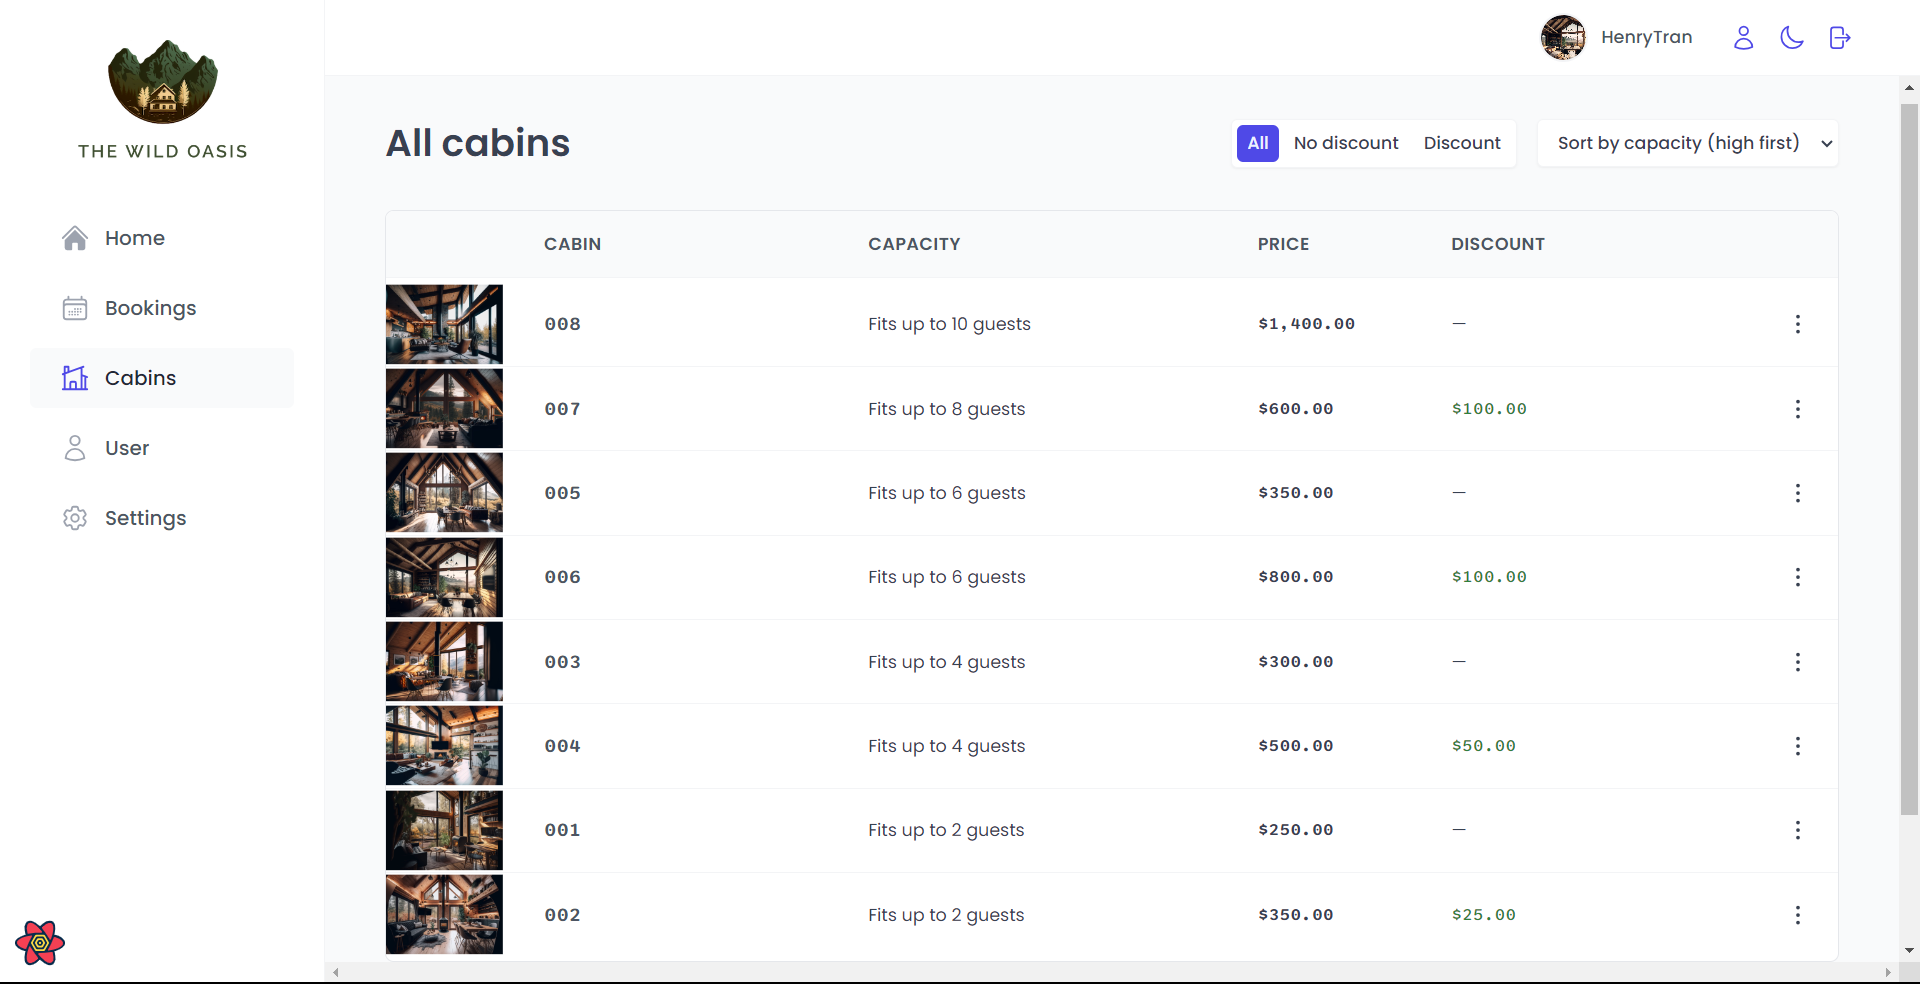 HenryTran
THE WILD OASIS
Home
Bookings
Cabins
User
Settings
All cabins
All No discount Discount
Sort by capacity (high first)
CABIN CAPACITY PRICE DISCOUNT
008 Fits up to 10 guests $1,400.00 —
007 Fits up to 8 guests $600.00 $100.00
005 Fits up to 6 guests $350.00 —
006 Fits up to 6 guests $800.00 $100.00
003 Fits up to 4 guests $300.00 —
004 Fits up to 4 guests $500.00 $50.00
001 Fits up to 2 guests $250.00 —
002 Fits up to 2 guests $350.00 $25.00